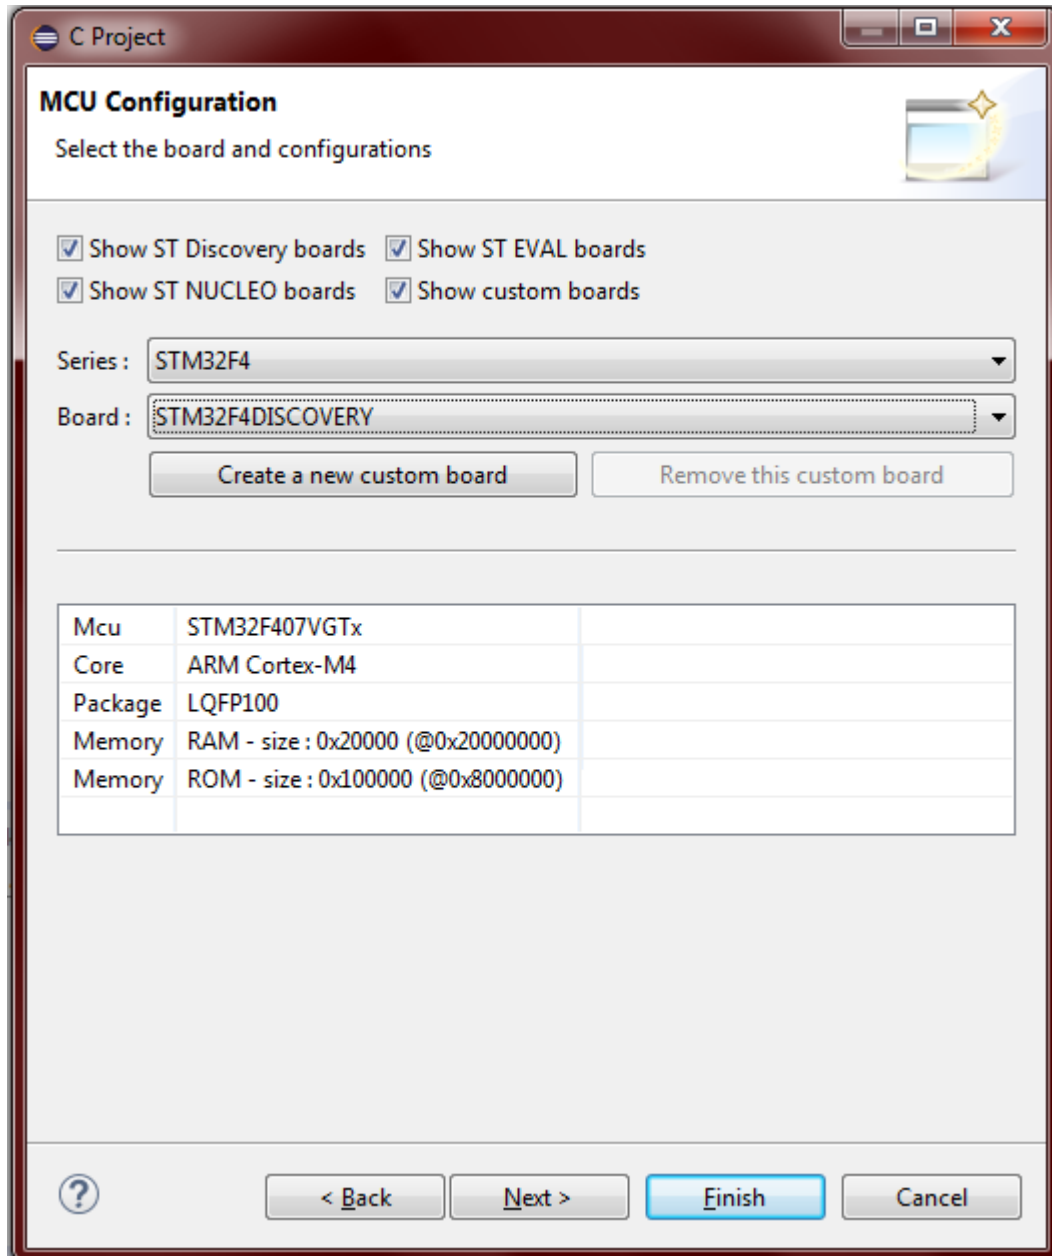 C Project
MCU Configuration
Select the board and configurations
Show ST Discovery boards Show ST EVAL boards
Show ST NUCLEO boards Show custom boards
Series : STM32F4
Board : STM32F4DISCOVERY
Create a new custom board Remove this custom board
Mcu STM32F407VGTx
Core ARM Cortex-M4
Package LQFP100
Memory RAM - size : 0x20000 (@0x20000000)
Memory ROM - size : 0x100000 (@0x8000000)
? < Back Next > Finish Cancel